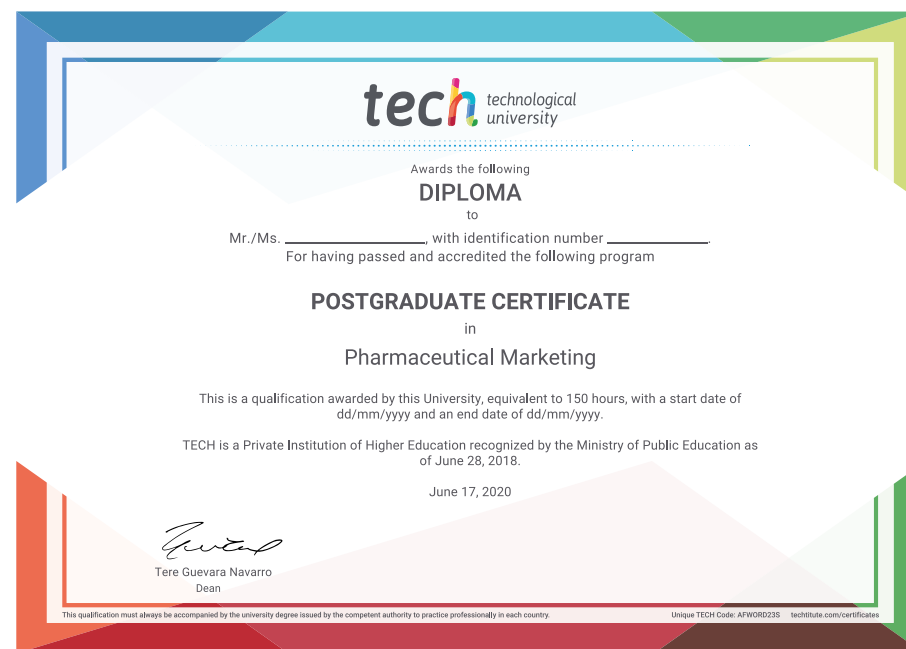 tech technological
university
Awards the following
DIPLOMA
to
Mr./Ms. ____________________, with identification number ______________.
For having passed and accredited the following program
POSTGRADUATE CERTIFICATE
in
Pharmaceutical Marketing
This is a qualification awarded by this University, equivalent to 150 hours, with a start date of
dd/mm/yyyy and an end date of dd/mm/yyyy.
TECH is a Private Institution of Higher Education recognized by the Ministry of Public Education as
of June 28, 2018.
June 17, 2020
Tere Guevara Navarro
Dean
This qualification must always be accompanied by the university degree issued by the competent authority to practice professionally in each country. Unique TECH Code: AFWORD23S techtitute.com/certificates